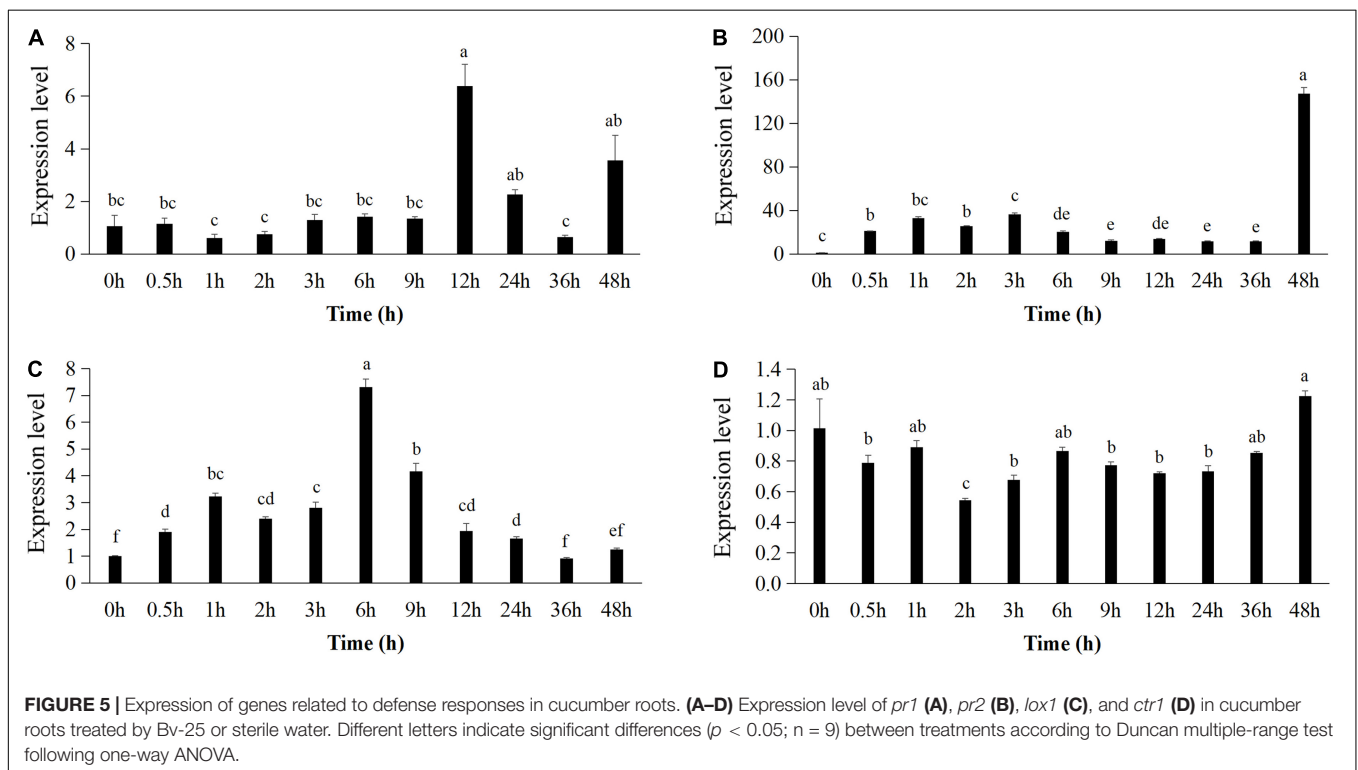 A
8
6
4
2
0
Expression level
bc bc c c bc bc bc a ab c ab
0h 0.5h 1h 2h 3h 6h 9h 12h 24h 36h 48h
Time (h)
B
200
160
120
80
40
0
Expression level
c b bc b c de e de e e a
0h 0.5h 1h 2h 3h 6h 9h 12h 24h 36h 48h
Time (h)
C
8
7
6
5
4
3
2
1
0
Expression level
f d bc cd c a b cd d f ef
0h 0.5h 1h 2h 3h 6h 9h 12h 24h 36h 48h
Time (h)
D
1.4
1.2
1.0
0.8
0.6
0.4
0.2
0.0
Expression level
ab b ab c b ab b b b ab a
0h 0.5h 1h 2h 3h 6h 9h 12h 24h 36h 48h
Time (h)
FIGURE 5 | Expression of genes related to defense responses in cucumber roots. (A–D) Expression level of pr1 (A), pr2 (B), lox1 (C), and ctr1 (D) in cucumber
roots treated by Bv-25 or sterile water. Different letters indicate significant differences (p < 0.05; n = 9) between treatments according to Duncan multiple-range test
following one-way ANOVA.